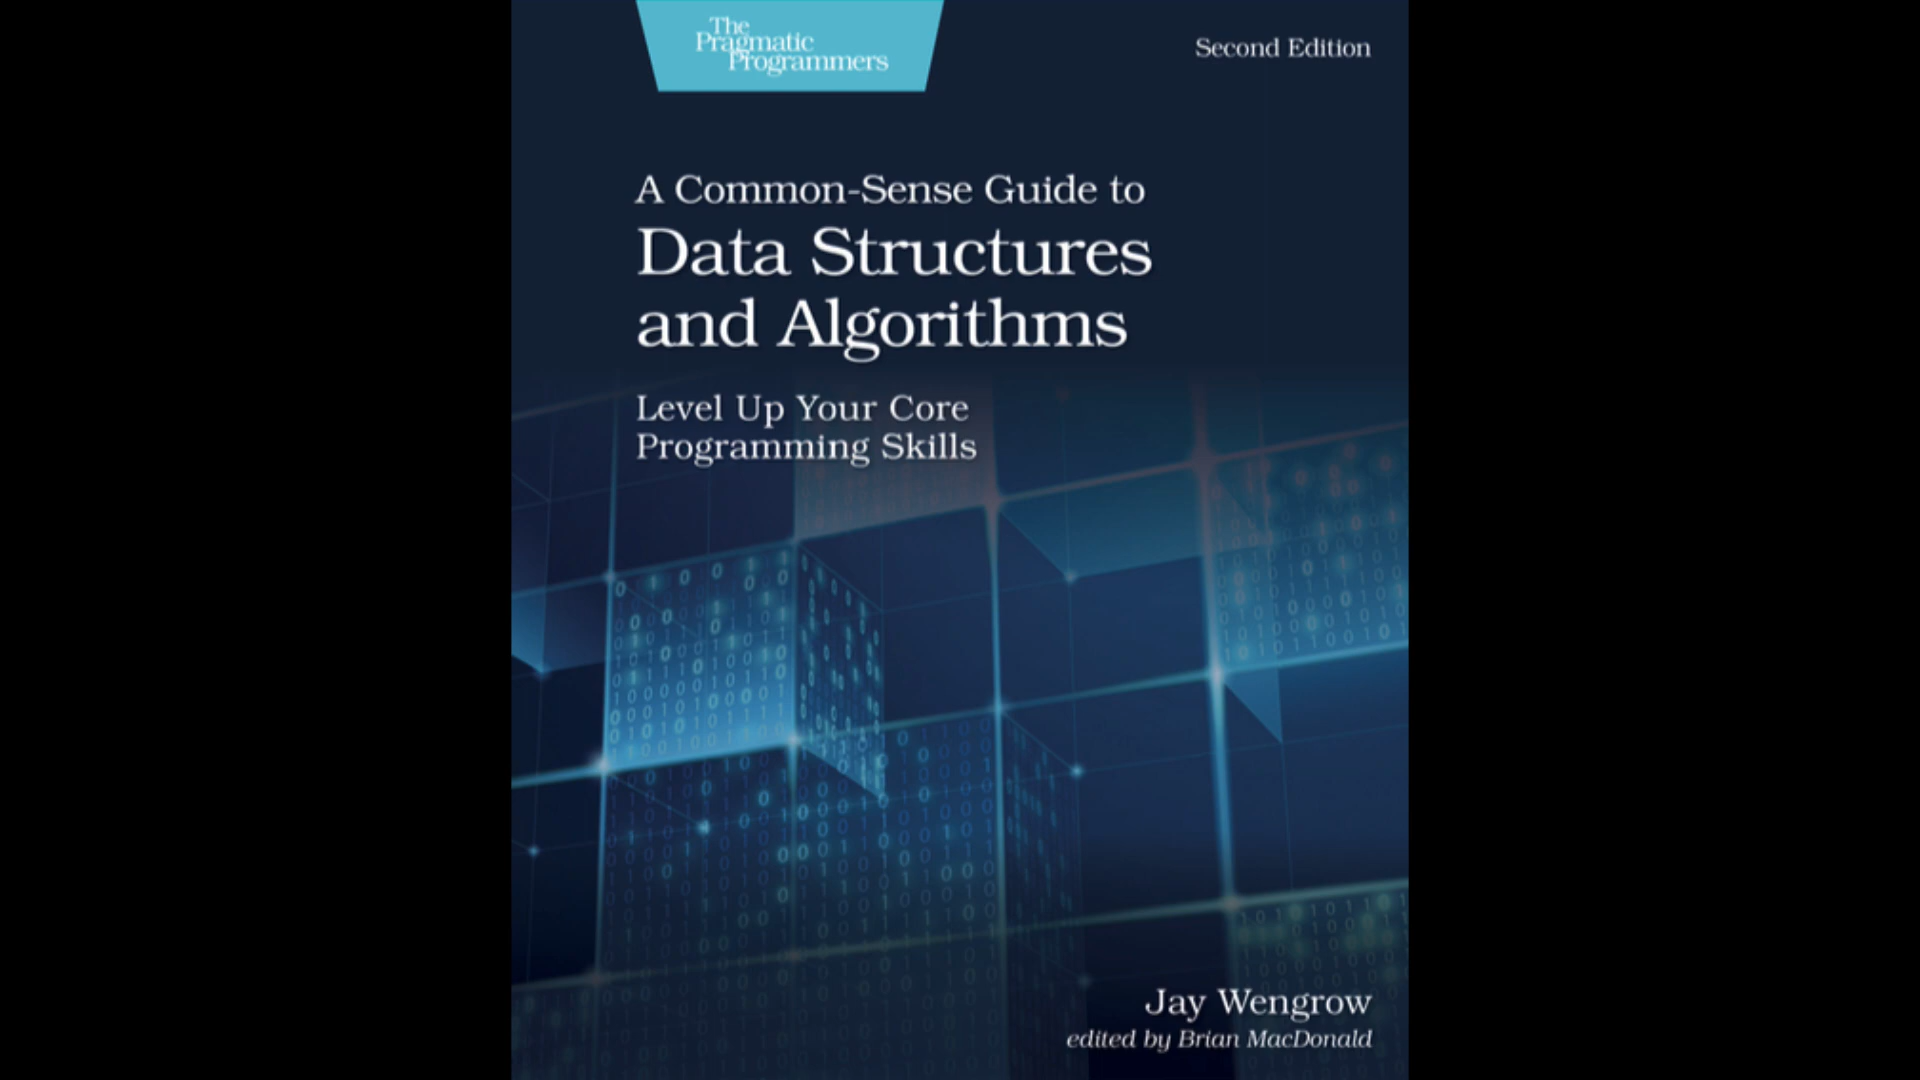 The
Pragmatic
Programmers
Second Edition
A Common-Sense Guide to
Data Structures
and Algorithms
Level Up Your Core
Programming Skills
Jay Wengrow
edited by Brian MacDonald